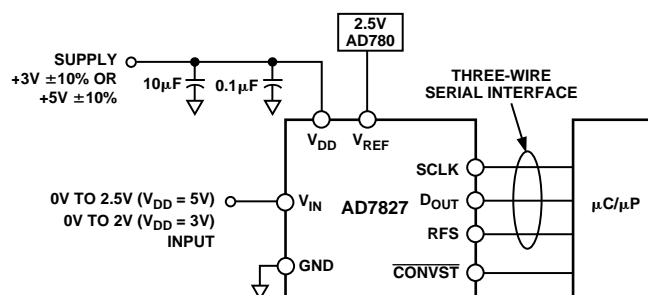 2.5V
AD780
SUPPLY
+3V ±10% OR
+5V ±10%
10μF
0.1μF
THREE-WIRE
SERIAL INTERFACE
VDD
VREF
SCLK
0V TO 2.5V (VDD = 5V)
0V TO 2V (VDD = 3V)
INPUT
VIN
AD7827
DOUT
μC/μP
RFS
GND
CONVST